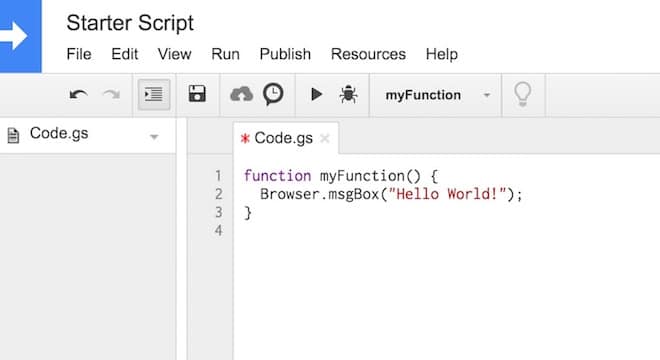 Starter Script
File Edit View Run Publish Resources Help
myFunction
Code.gs
* Code.gs ×
1 function myFunction() {
2 Browser.msgBox("Hello World!");
3 }
4